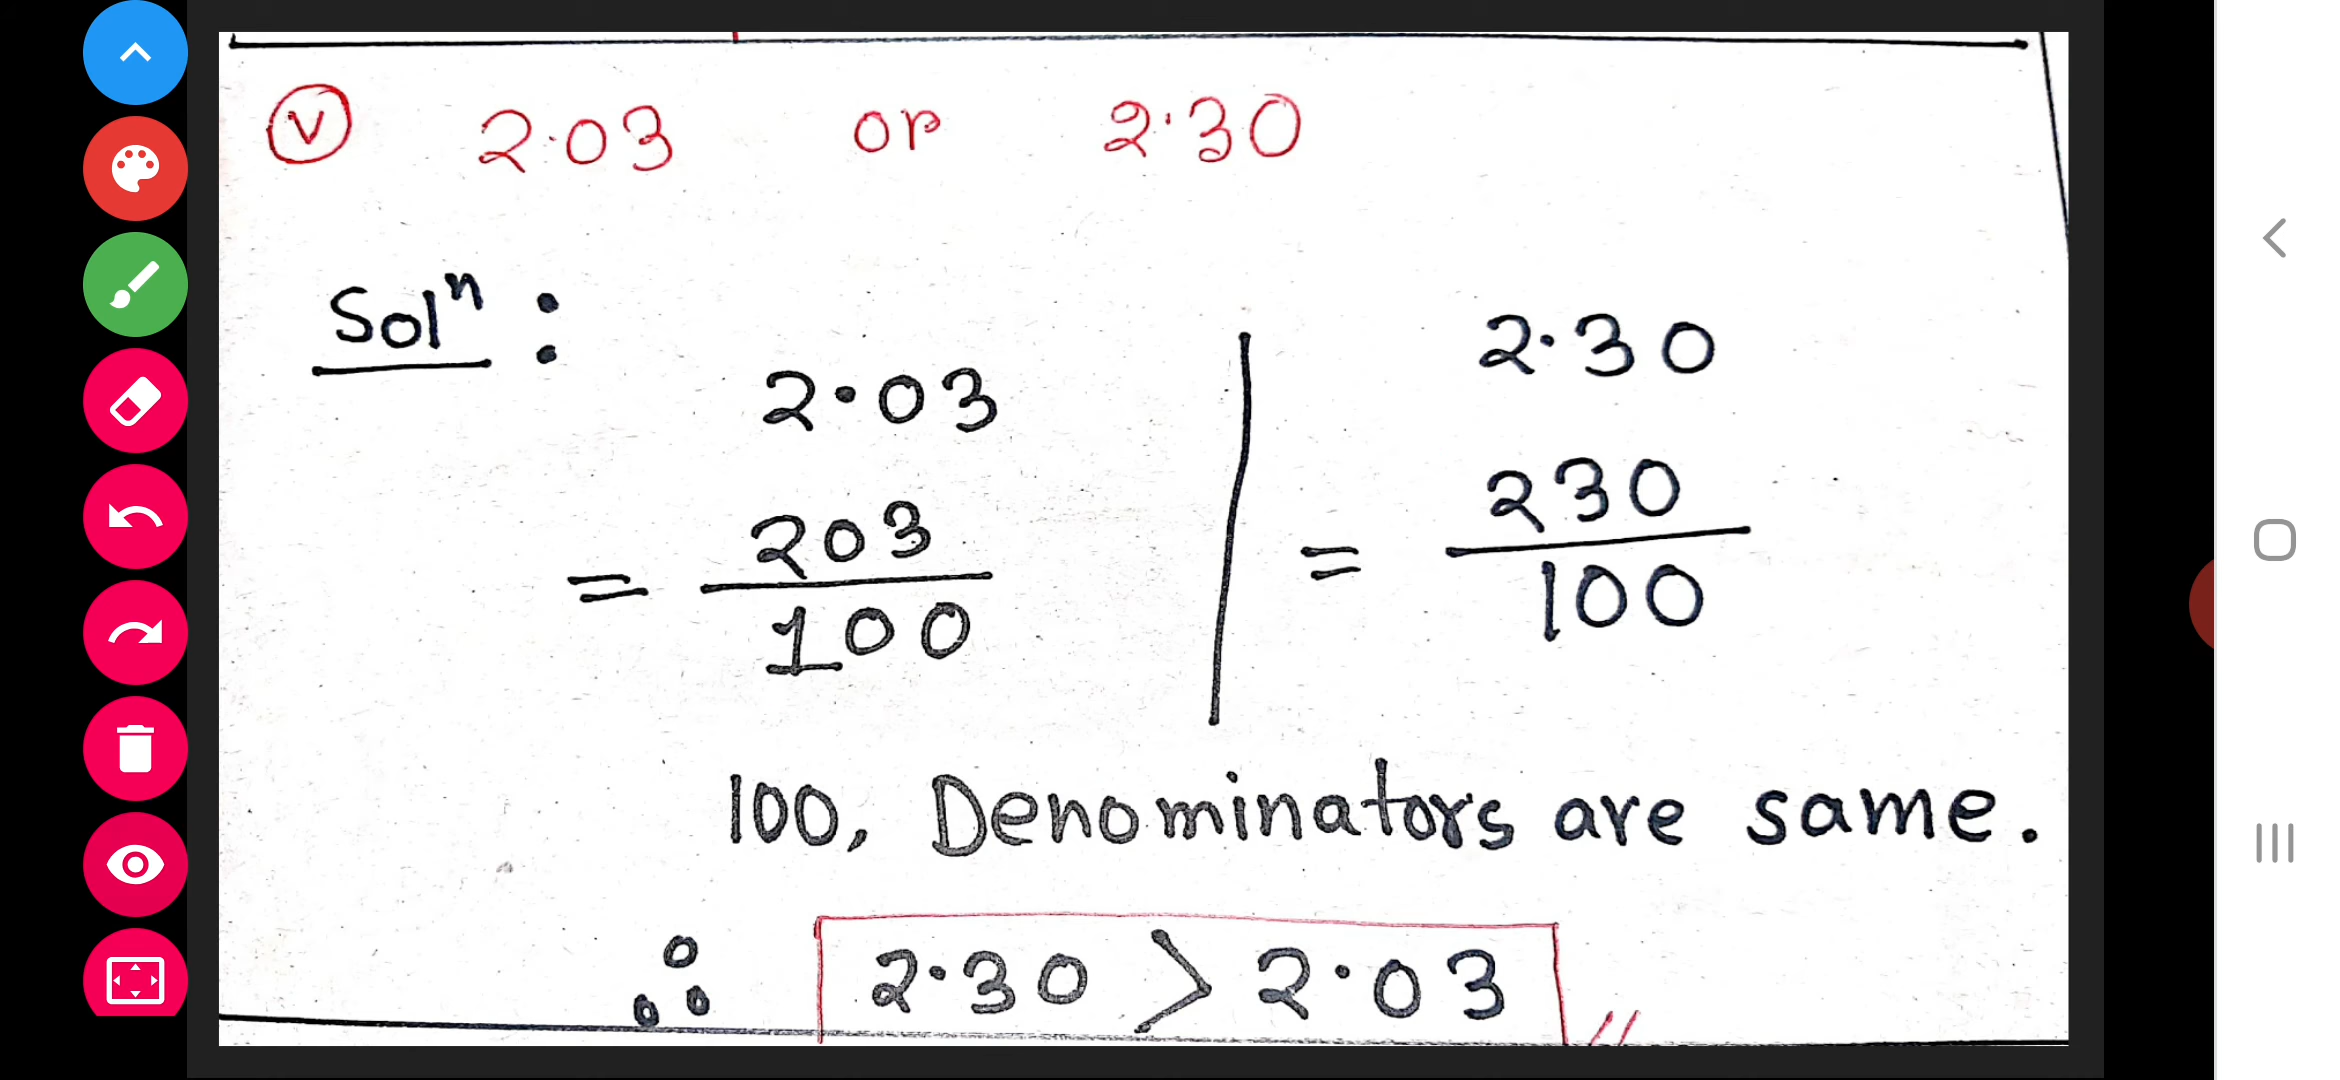 V 2.03 or 2.30
Solⁿ :
2.03
= 203/100
2.30
= 230/100
100, Denominators are same.
∴ 2.30 > 2.03 //